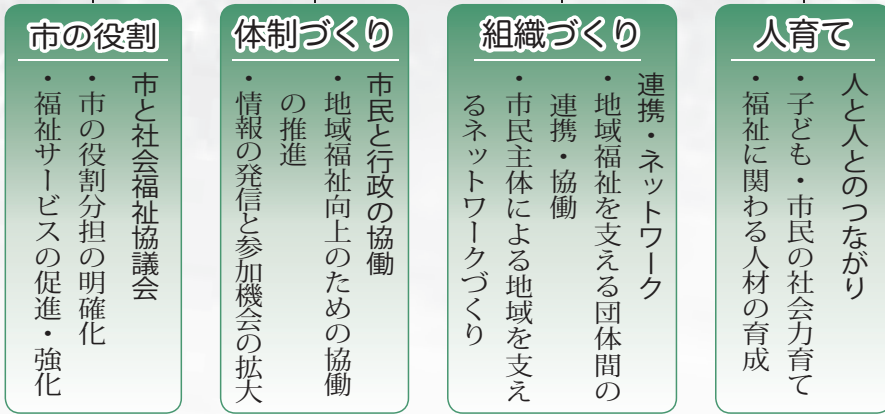 人育て
人と人とのつながり
・子ども・市民の社会力育て
・福祉に関わる人材の育成
組織づくり
連携・ネットワーク
・地域福祉を支える団体間の
連携・協働
・市民主体による地域を支え
るネットワークづくり
体制づくり
市民と行政の協働
・地域福祉向上のための協働
の推進
・情報の発信と参加機会の拡大
市の役割
市と社会福祉協議会
・市の役割分担の明確化
・福祉サービスの促進・強化